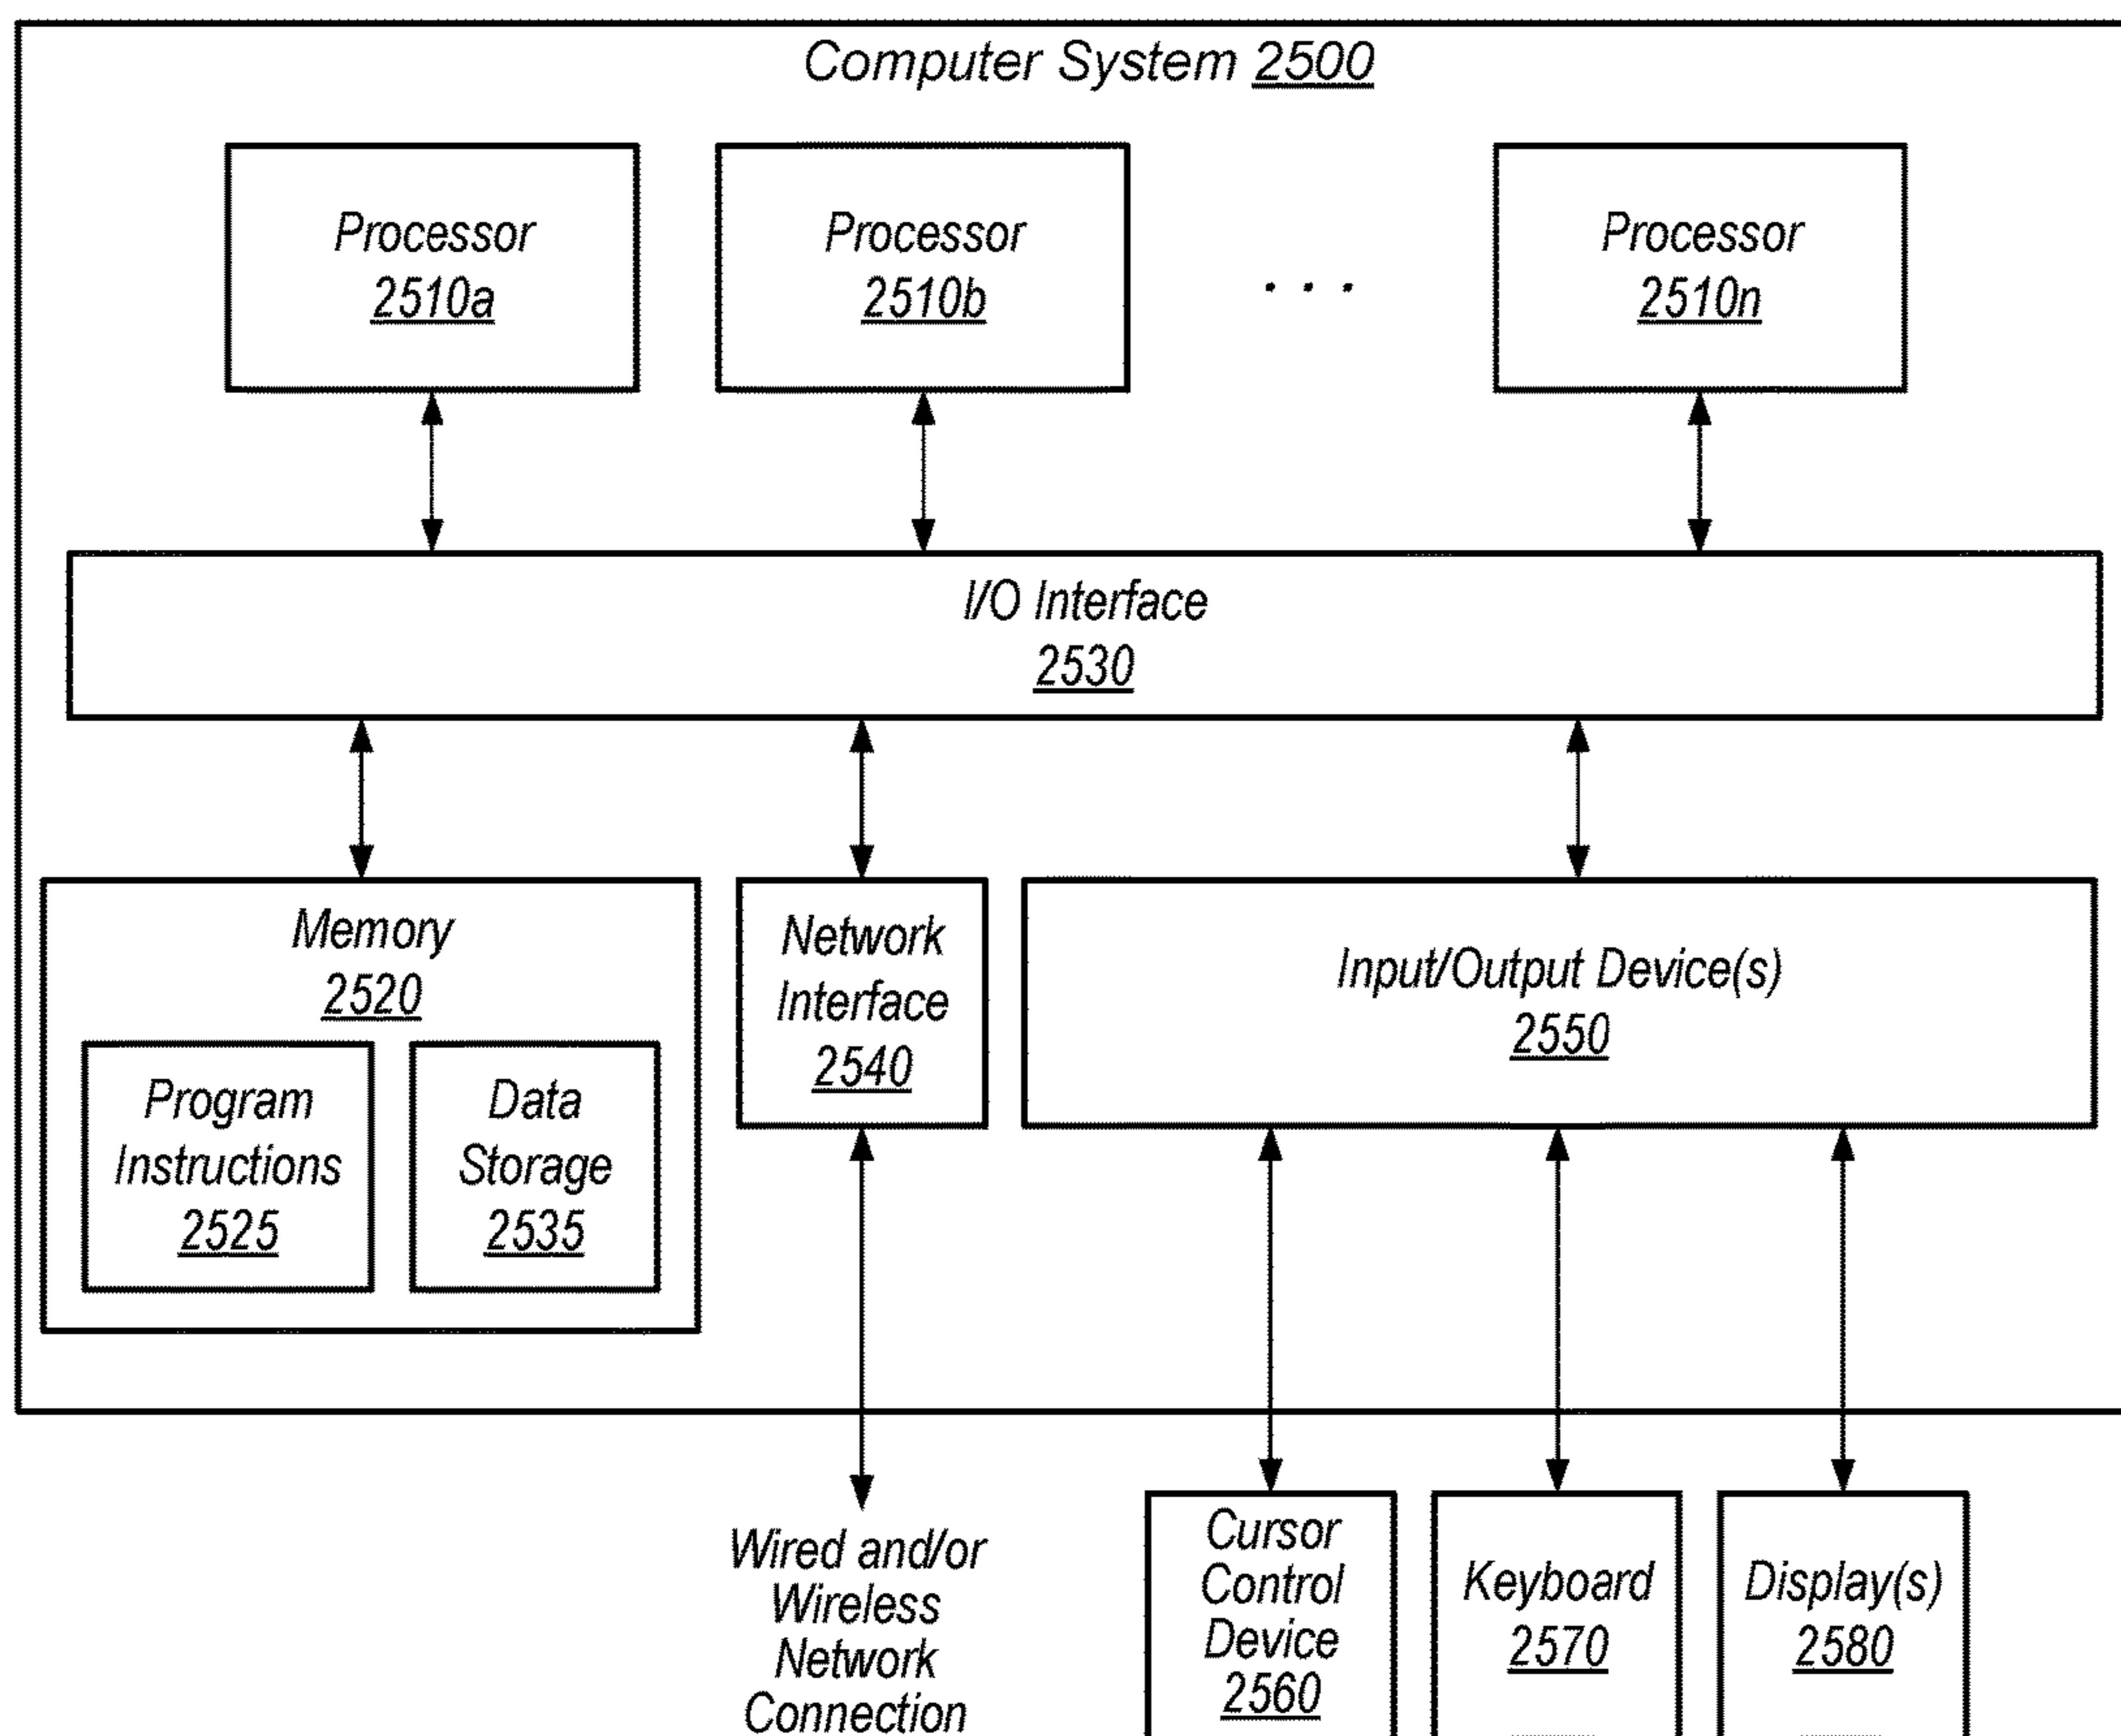 Computer System 2500
Processor
2510a
Processor
2510b
. . .
Processor
2510n
I/O Interface
2530
Memory
2520
Program
Instructions
2525
Data
Storage
2535
Network
Interface
2540
Input/Output Device(s)
2550
Wired and/or
Wireless
Network
Connection
Cursor
Control
Device
2560
Keyboard
2570
Display(s)
2580